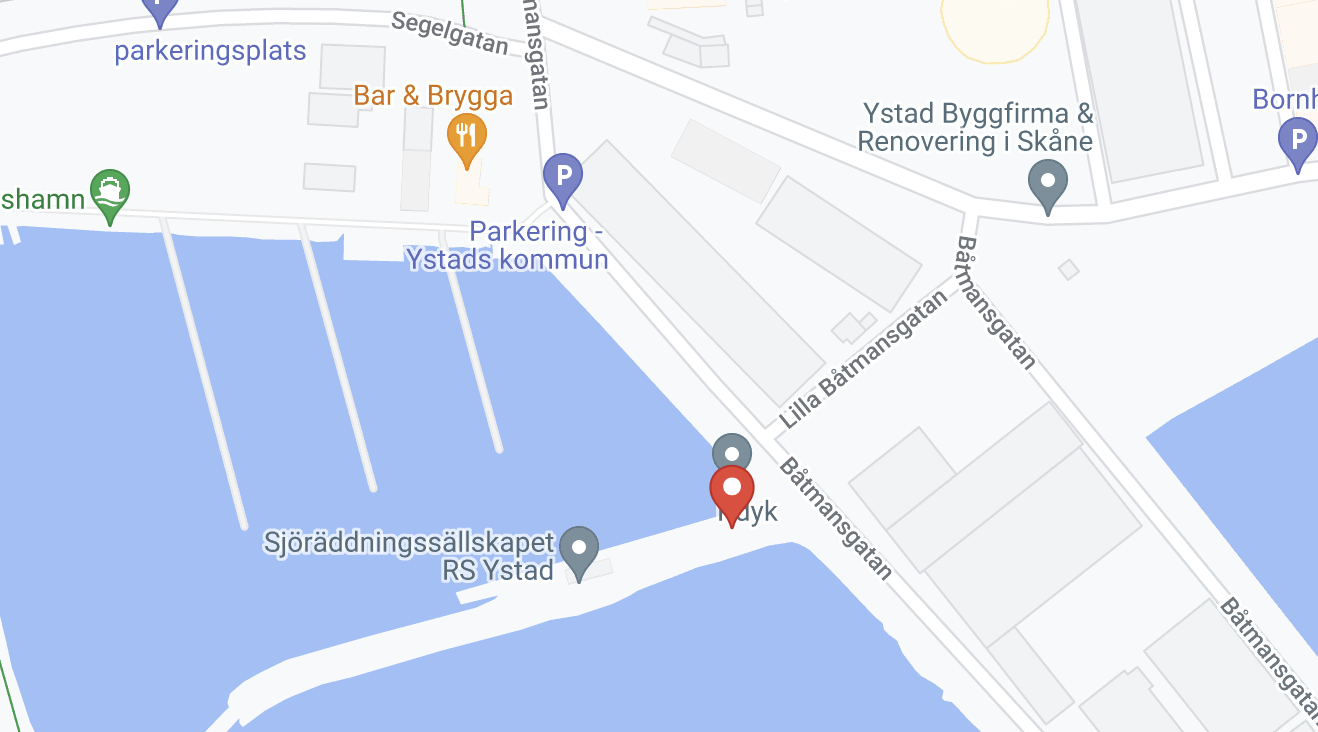 Segelgatan
mansgatan
parkeringsplats
Bar & Brygga
Bornh
P
Ystad Byggfirma &
Renovering i Skåne
P
shamn
Parkering -
Ystads kommun
Båtmansgatan
Lilla Båtmansgatan
Båtmansgatan
dyk
Sjöräddningssällskapet
RS Ystad
Båtmansgatan